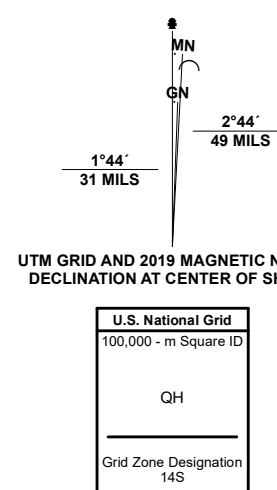 MN
GN
2°44´
49 MILS
1°44´
31 MILS
UTM GRID AND 2019 MAGNETIC N
DECLINATION AT CENTER OF SH
U.S. National Grid
100,000 - m Square ID
QH
Grid Zone Designation
14S